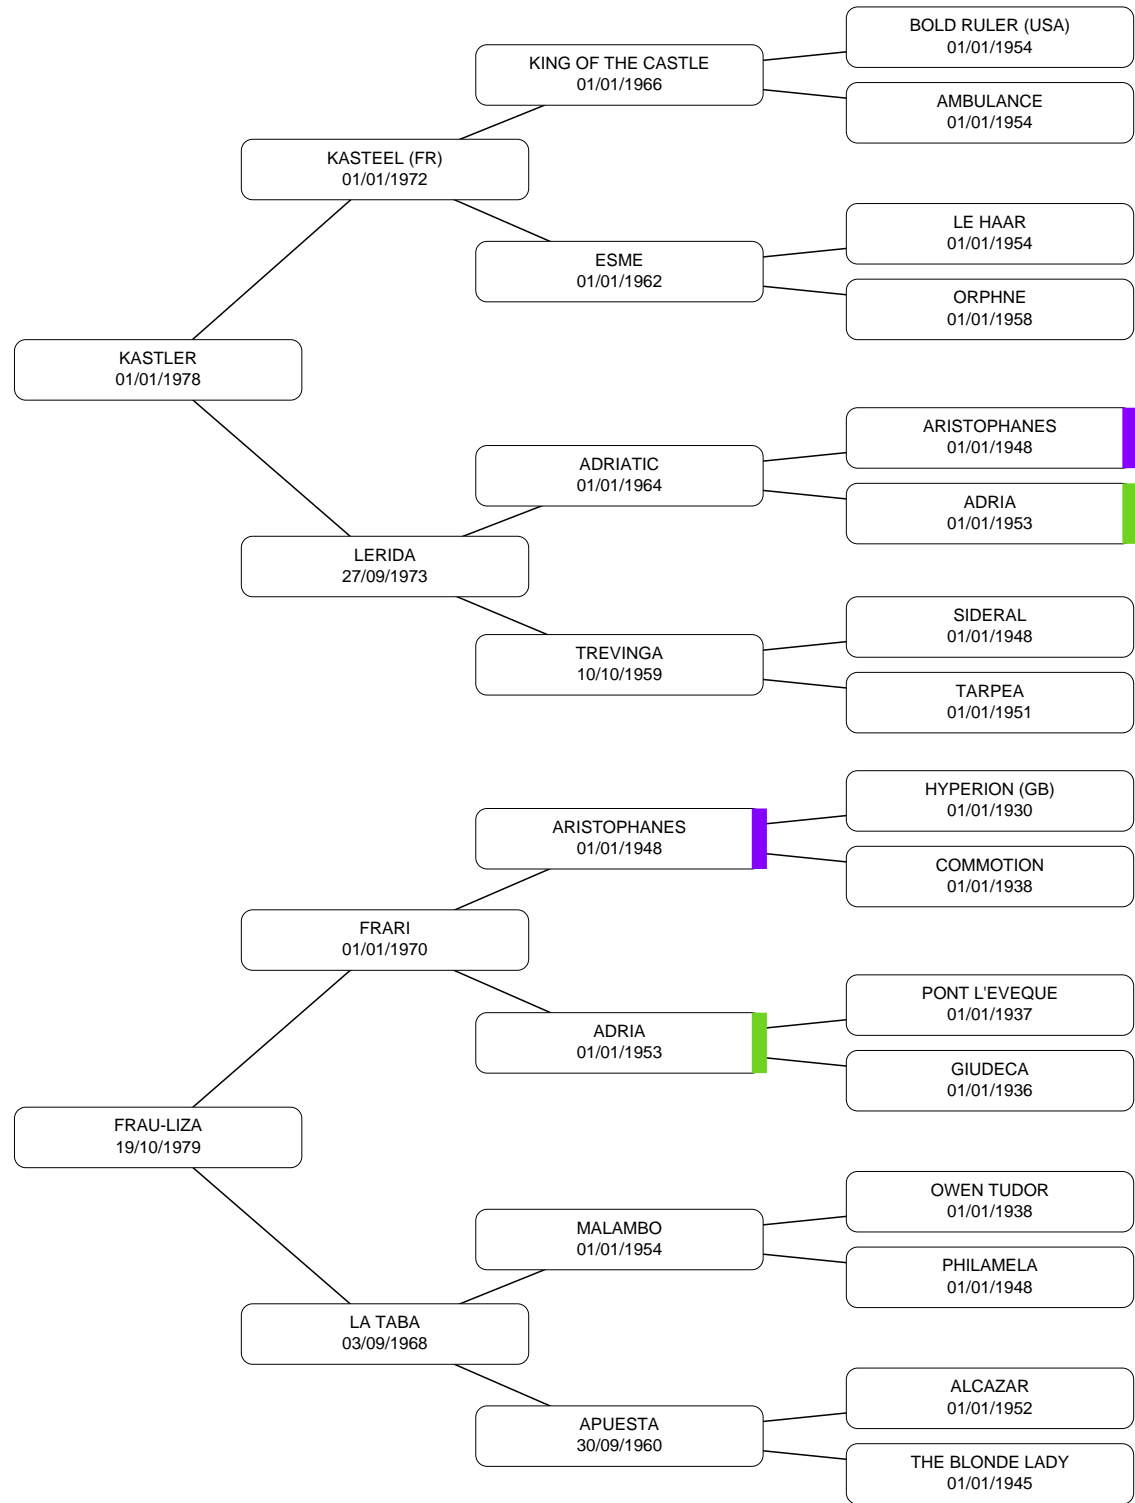 BOLD RULER (USA)
01/01/1954
KING OF THE CASTLE
01/01/1966
AMBULANCE
01/01/1954
KASTEEL (FR)
01/01/1972
LE HAAR
01/01/1954
ESME
01/01/1962
ORPHNE
01/01/1958
KASTLER
01/01/1978
ARISTOPHANES
01/01/1948
ADRIATIC
01/01/1964
ADRIA
01/01/1953
LERIDA
27/09/1973
SIDERAL
01/01/1948
TREVINGA
10/10/1959
TARPEA
01/01/1951
HYPERION (GB)
01/01/1930
ARISTOPHANES
01/01/1948
COMMOTION
01/01/1938
FRARI
01/01/1970
PONT L'EVEQUE
01/01/1937
ADRIA
01/01/1953
GIUDECA
01/01/1936
FRAU-LIZA
19/10/1979
OWEN TUDOR
01/01/1938
MALAMBO
01/01/1954
PHILAMELA
01/01/1948
LA TABA
03/09/1968
ALCAZAR
01/01/1952
APUESTA
30/09/1960
THE BLONDE LADY
01/01/1945